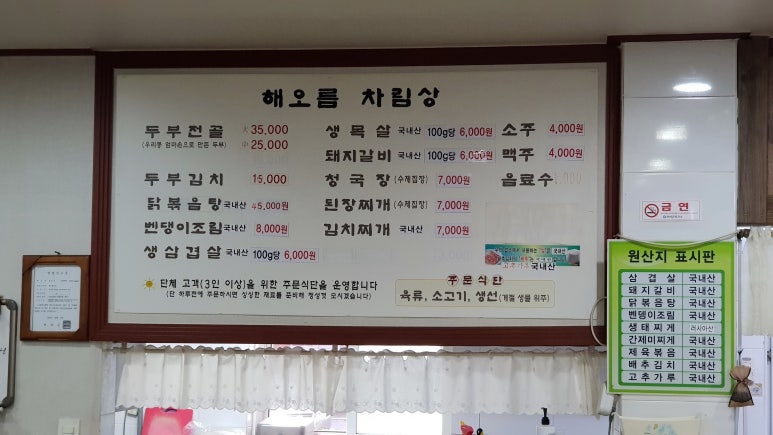 해오름 차림상
두부전골 大 35,000
(우리콩 엄마손으로 만든 두부) 中 25,000
두부김치 15,000
닭볶음탕 국내산 45,000원
벤댕이조림 국내산 8,000원
생삼겹살 국내산 100g당 6,000원
생목살 국내산 100g당 6,000원
돼지갈비 국내산 100g당 6,000원
청국장 (수제집장) 7,000원
된장찌개 (수제집장) 7,000원
김치찌개 국내산 7,000원
소주 4,000원
맥주 4,000원
음료수
고추가루 국내산
단체 고객(3인 이상)을 위한 주문식단을 운영합니다
(단 하루전에 주문하시면 싱싱한 재료를 준비해 정성껏 모시겠습니다)
주문식단
육류, 소고기, 생선(계절 생물 위주)
금연
원산지 표시판
삼겹살 국내산
돼지갈비 국내산
닭볶음탕 국내산
벤뎅이조림 국내산
생태찌게 러시아산
간제미찌게 국내산
제육볶음 국내산
배추김치 국내산
고추가루 국내산